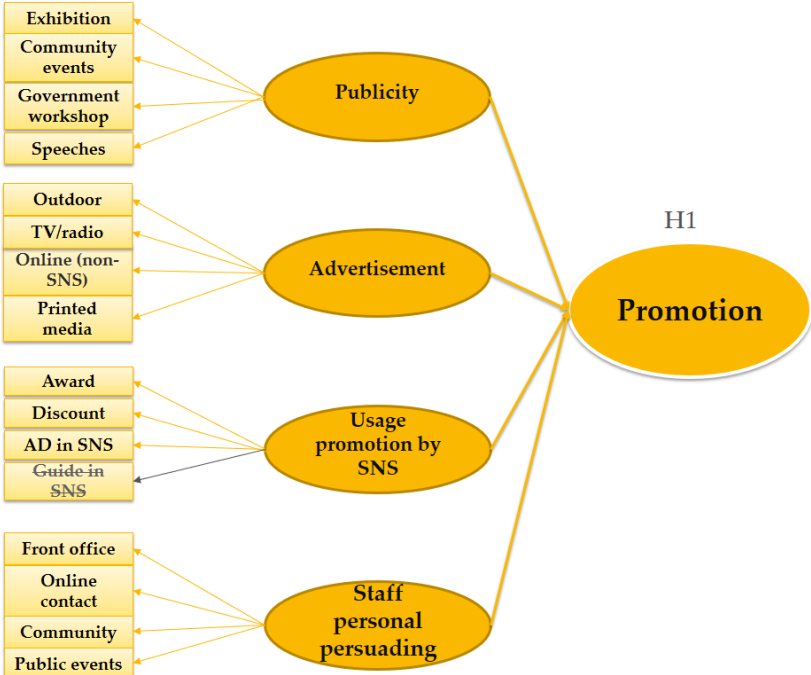 Exhibition
Community
events
Government
workshop
Speeches
Publicity
Outdoor
TV/radio
Online (non-
SNS)
Printed
media
Advertisement
H1
Promotion
Award
Discount
AD in SNS
Guide in
SNS
Usage
promotion by
SNS
Front office
Online
contact
Community
Public events
Staff
personal
persuading